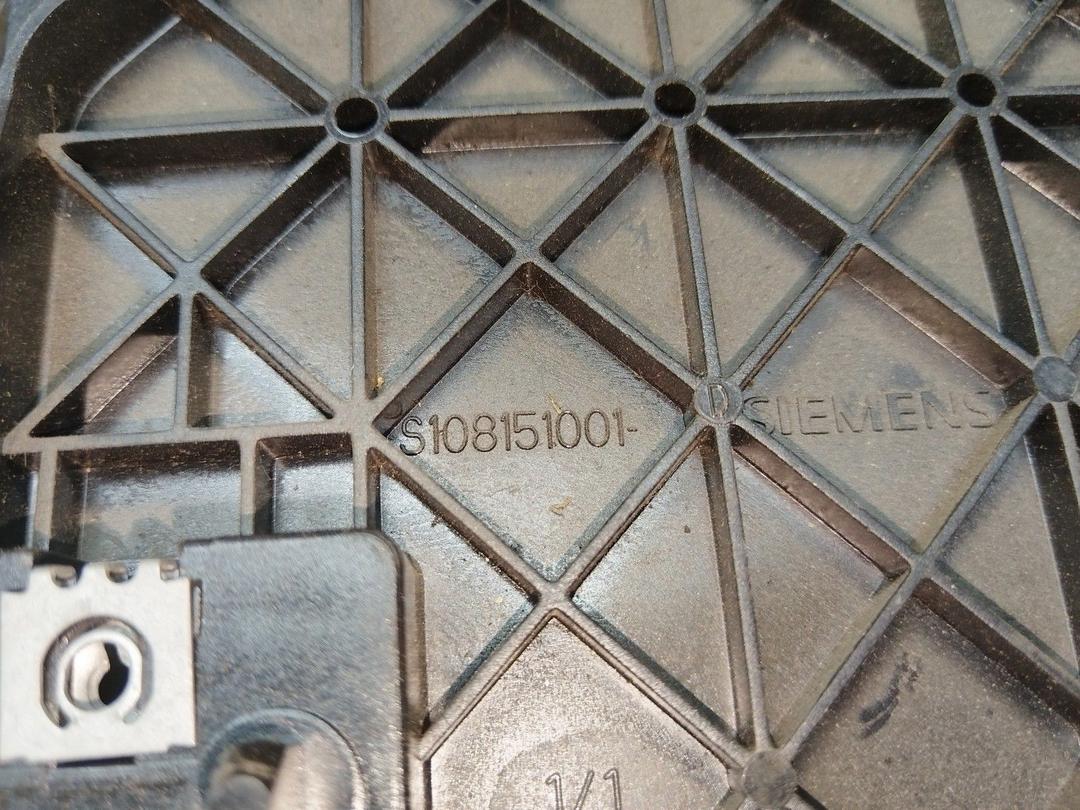 S108151001-
D
SIEMENS
1/1